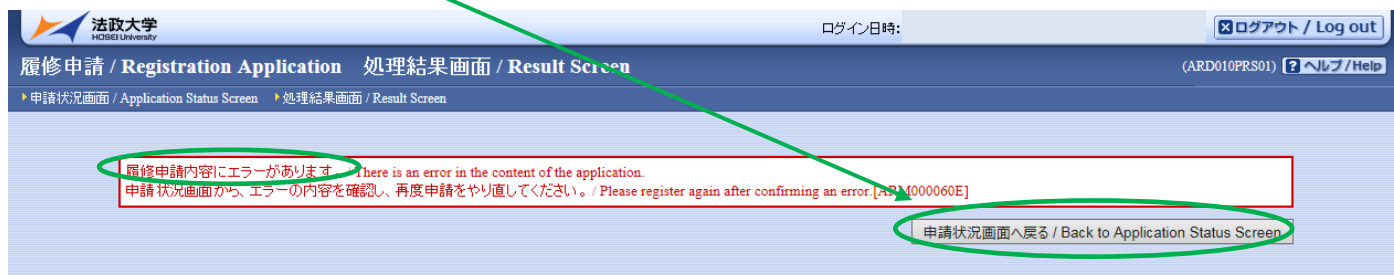 法政大学
HOSEI University
ログイン日時:
ログアウト / Log out
履修申請 / Registration Application 処理結果画面 / Result Screen
(ARD010PRS01) ? ヘルプ/Help
申請状況画面 / Application Status Screen 処理結果画面 / Result Screen
履修申請内容にエラーがあります。 / There is an error in the content of the application.
申請状況画面から、エラーの内容を確認し、再度申請をやり直してください。 / Please register again after confirming an error.[ARM000060E]
申請状況画面へ戻る / Back to Application Status Screen